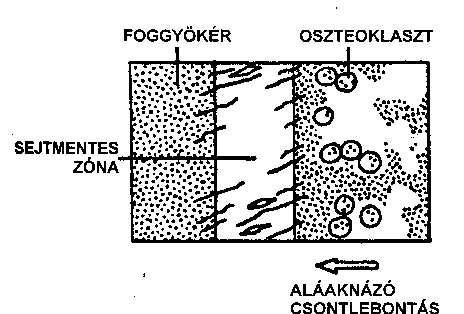 FOGGYÖKÉR
OSZTEOKLASZT
SEJTMENTES
ZÓNA
ALÁAKNÁZÓ
CSONTLEBONTÁS